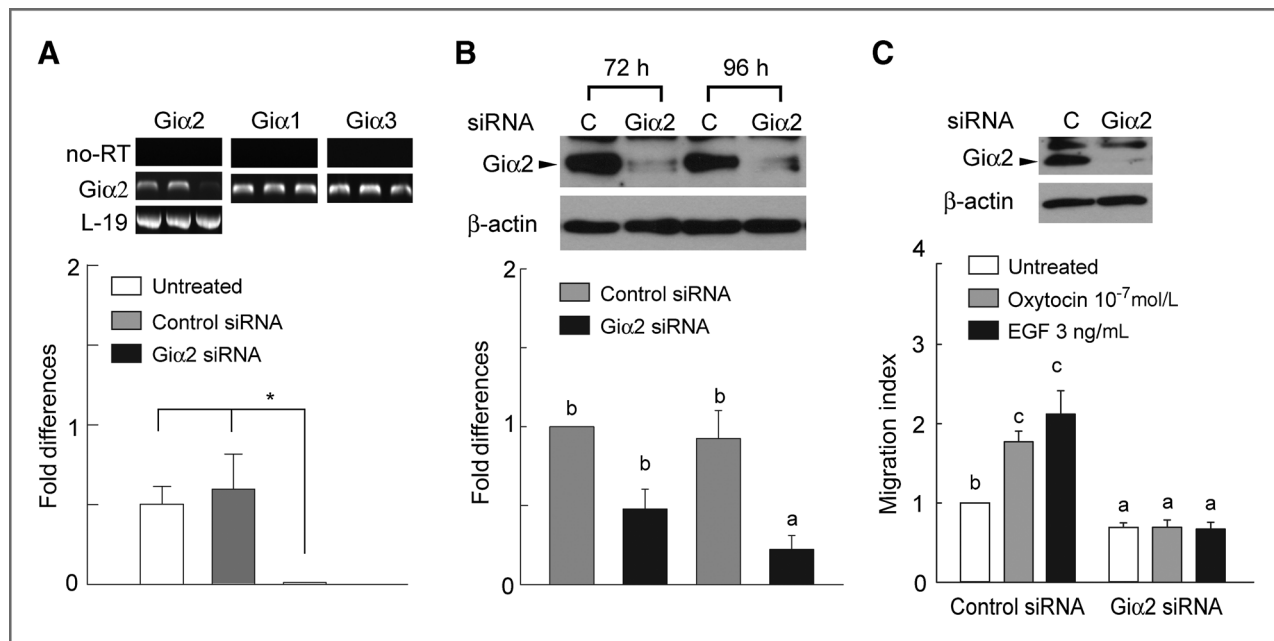 A
Giα2 Giα1 Giα3
no-RT
Giα2
L-19
2
Untreated
Control siRNA
Giα2 siRNA
*
1
0
Fold differences
B
72 h 96 h
siRNA C Giα2 C Giα2
Giα2
β-actin
2
Control siRNA
Giα2 siRNA
b b b a
1
0
Fold differences
C
siRNA C Giα2
Giα2
β-actin
4
Untreated
Oxytocin 10⁻⁷mol/L
3
EGF 3 ng/mL
c
2
c
b
1
a a a
0
Migration index
Control siRNA Giα2 siRNA